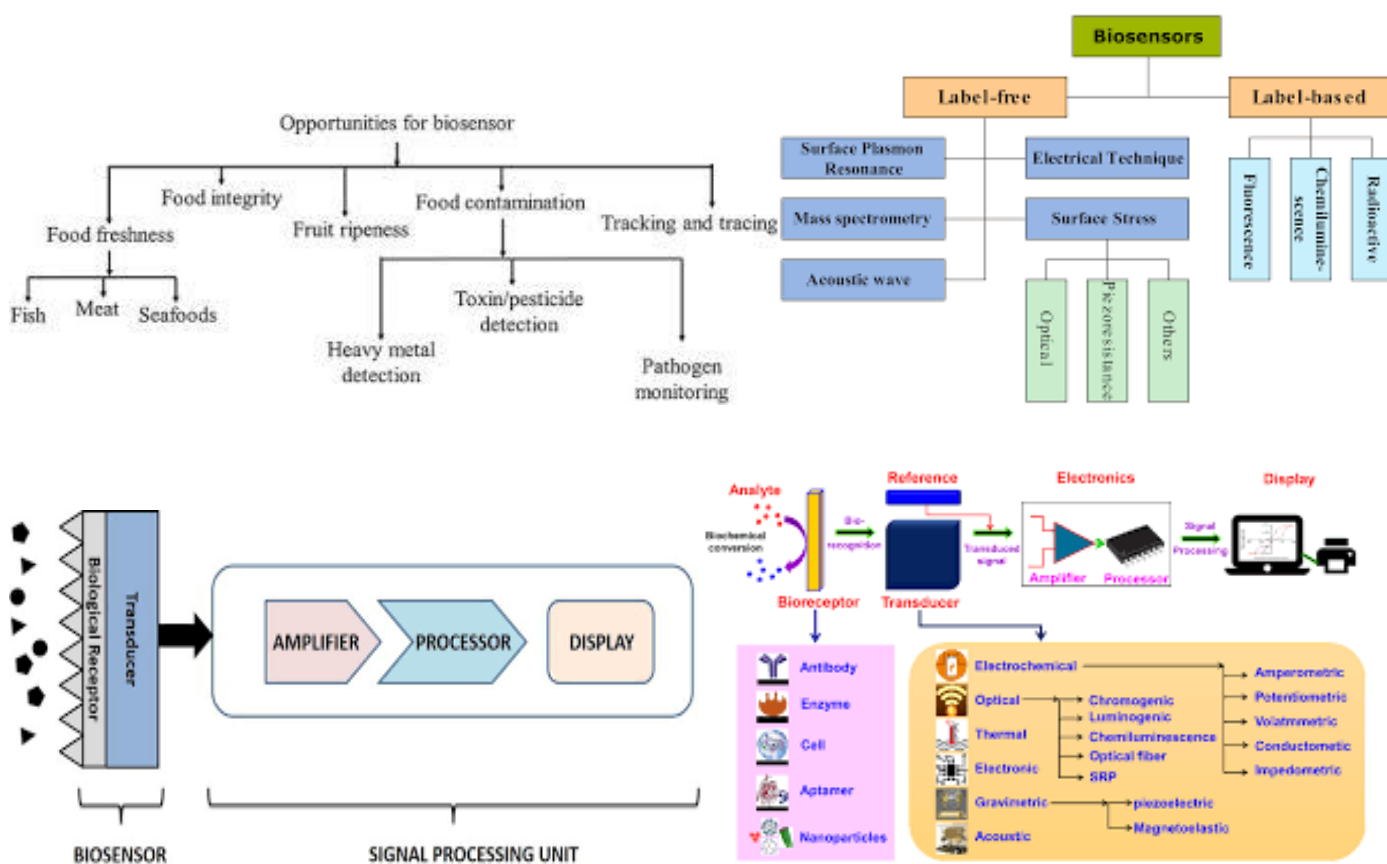 Opportunities for biosensor
Food integrity
Food contamination
Food freshness
Fruit ripeness
Tracking and tracing
Fish
Meat
Seafoods
Toxin/pesticide
detection
Heavy metal
detection
Pathogen
monitoring
Biosensors
Label-free
Label-based
Surface Plasmon
Resonance
Electrical Technique
Mass spectrometry
Surface Stress
Acoustic wave
Fluorescence
Chemilumine-
scence
Radioactive
Optical
Piezoresistance
Others
Biological Receptor
Transducer
AMPLIFIER
PROCESSOR
DISPLAY
BIOSENSOR
SIGNAL PROCESSING UNIT
Analyte
Reference
Electronics
Display
Biochemical
conversion
Bio-
recognition
Transduced
signal
Signal
Processing
Amplifier
Processor
Bioreceptor
Transducer
Antibody
Enzyme
Cell
Aptamer
Nanoparticles
Electrochemical
Optical
Thermal
Electronic
Gravimetric
Acoustic
Chromogenic
Luminogenic
Chemiluminescence
Optical fiber
SRP
piezoelectric
Magnetoelastic
Amperometric
Potentiometric
Volatmmetric
Conductometic
Impedometric